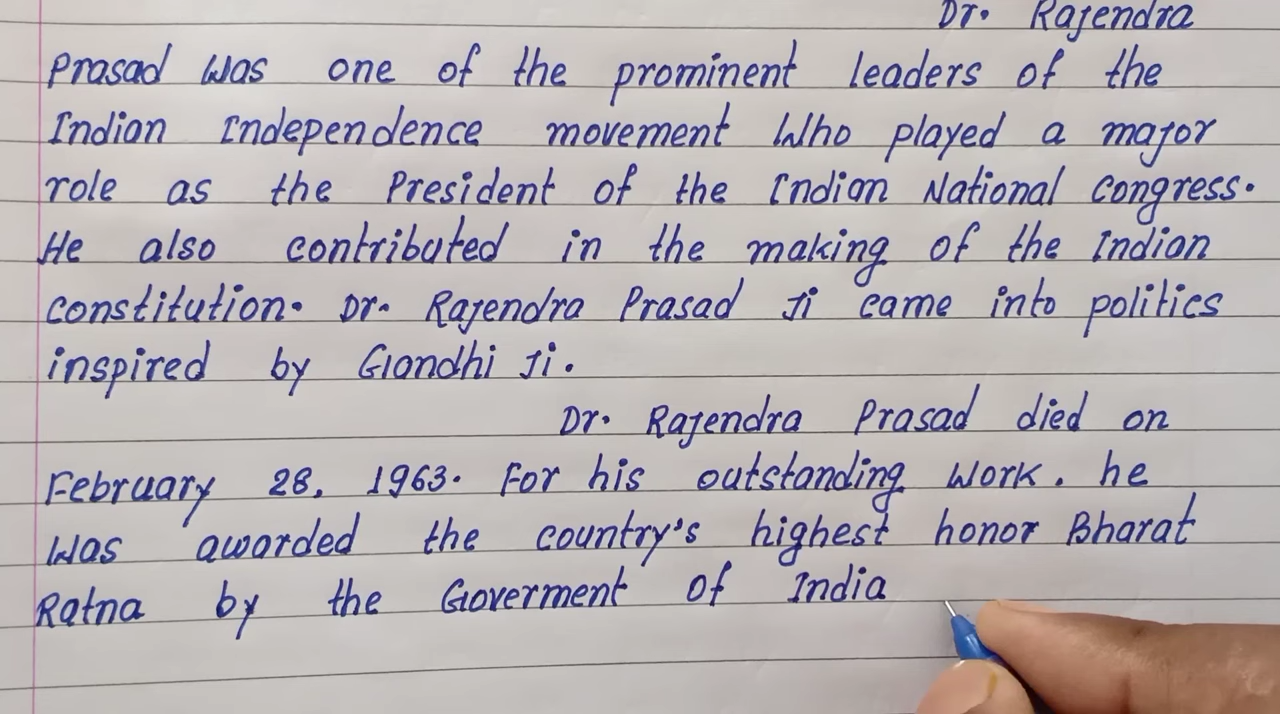 Dr. Rajendra
Prasad was one of the prominent leaders of the
Indian Independence movement who played a major
role as the President of the Indian National Congress.
He also contributed in the making of the Indian
constitution. Dr. Rajendra Prasad Ji came into politics
inspired by Gandhi Ji.
Dr. Rajendra Prasad died on
February 28, 1963. For his outstanding work. he
was awarded the country's highest honor Bharat
Ratna by the Goverment of India